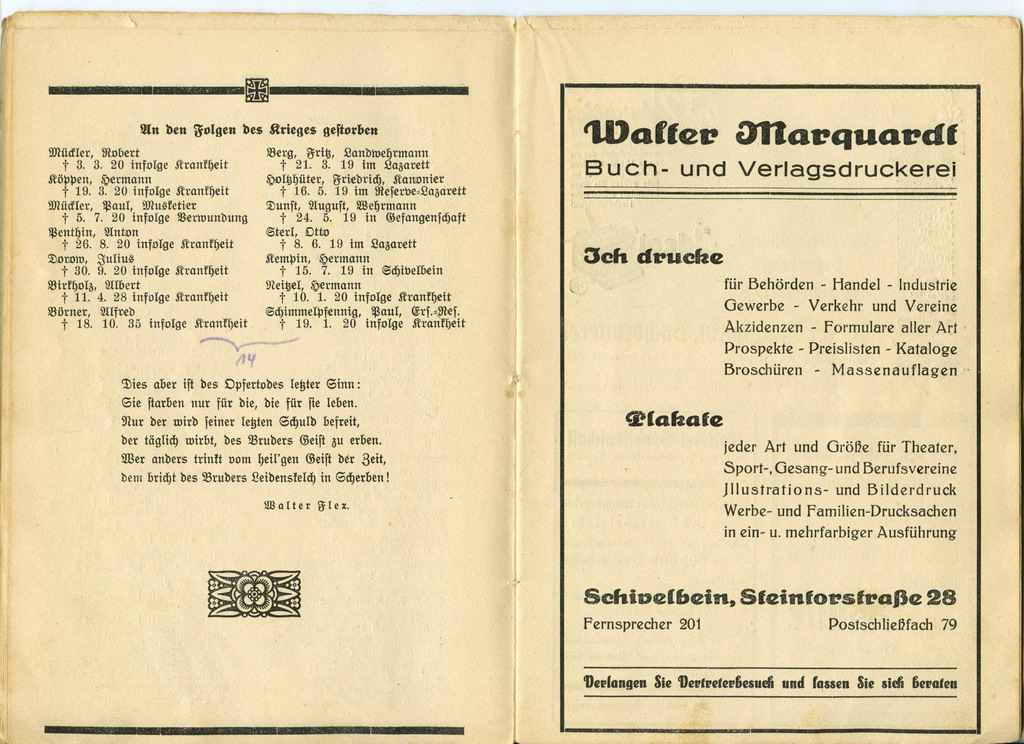 An den Folgen des Krieges gestorben
Mückler, Robert
† 3. 3. 20 infolge Krankheit
Köppen, Hermann
† 19. 3. 20 infolge Krankheit
Mückler, Paul, Musketier
† 5. 7. 20 infolge Verwundung
Penthin, Anton
† 26. 8. 20 infolge Krankheit
Dorow, Julius
† 30. 9. 20 infolge Krankheit
Birkholz, Albert
† 11. 4. 28 infolge Krankheit
Börner, Alfred
† 18. 10. 35 infolge Krankheit
Berg, Fritz, Landwehrmann
† 21. 3. 19 im Lazarett
Holtzhüter, Friedrich, Kanonier
† 16. 5. 19 im Reserve-Lazarett
Dunst, August, Wehrmann
† 24. 5. 19 in Gefangenschaft
Sterl, Otto
† 8. 6. 19 im Lazarett
Kempin, Hermann
† 15. 7. 19 in Schivelbein
Neitzel, Hermann
† 10. 1. 20 infolge Krankheit
Schimmelpfennig, Paul, Ers.-Res.
† 19. 1. 20 infolge Krankheit
14
Dies aber ist des Opfertodes letzter Sinn:
Sie starben nur für die, die für sie leben.
Nur der wird seiner letzten Schuld befreit,
der täglich wirbt, des Bruders Geist zu erben.
Wer anders trinkt vom heil'gen Geist der Zeit,
dem bricht des Bruders Leidenskelch in Scherben!
Walter Flex.
Walter Marquardt
Buch- und Verlagsdruckerei
Ich drucke
für Behörden - Handel - Industrie
Gewerbe - Verkehr und Vereine
Akzidenzen - Formulare aller Art
Prospekte - Preislisten - Kataloge
Broschüren - Massenauflagen
Plakate
jeder Art und Größe für Theater,
Sport-, Gesang- und Berufsvereine
Jllustrations- und Bilderdruck
Werbe- und Familien-Drucksachen
in ein- u. mehrfarbiger Ausführung
Schivelbein, Steintorstraße 28
Fernsprecher 201 Postschließfach 79
Verlangen Sie Vertreterbesuch und lassen Sie sich beraten